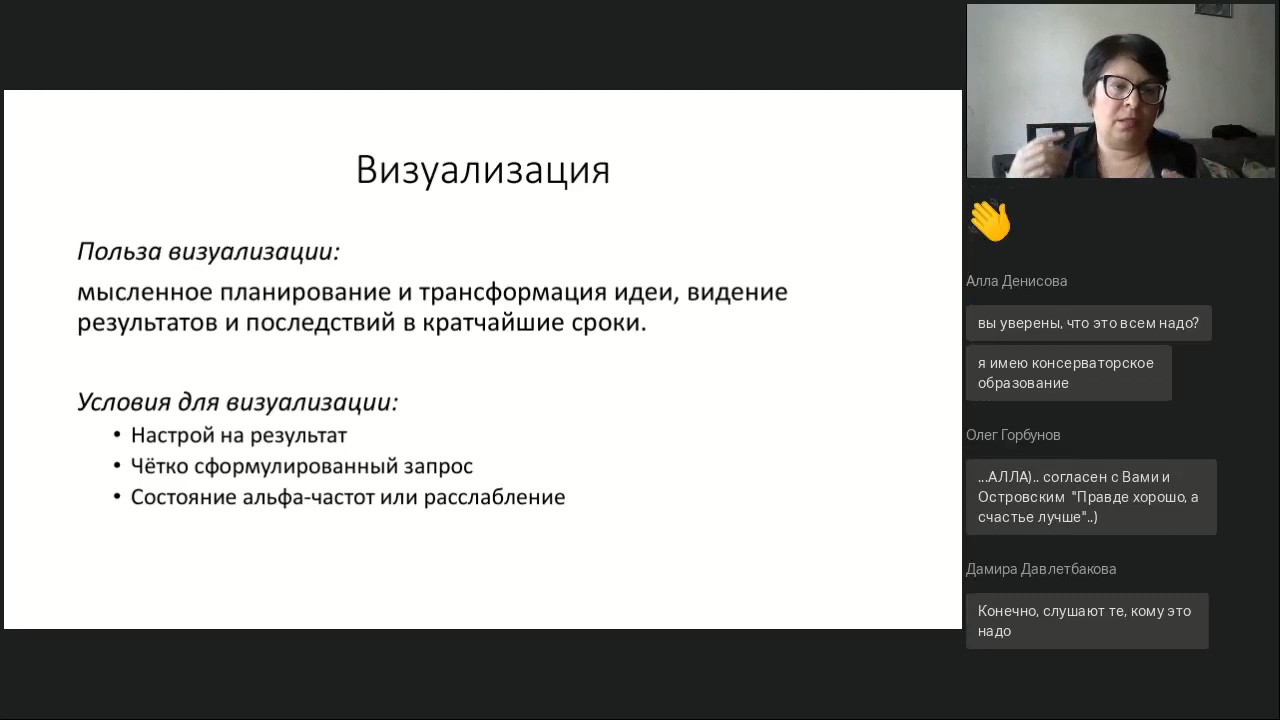 Визуализация
Польза визуализации:
мысленное планирование и трансформация идеи, видение
результатов и последствий в кратчайшие сроки.
Условия для визуализации:
• Настрой на результат
• Чётко сформулированный запрос
• Состояние альфа-частот или расслабление
Алла Денисова
вы уверены, что это всем надо?
я имею консерваторское
образование
Олег Горбунов
...АЛЛА).. согласен с Вами и
Островским "Правде хорошо, а
счастье лучше"..)
Дамира Давлетбакова
Конечно, слушают те, кому это
надо